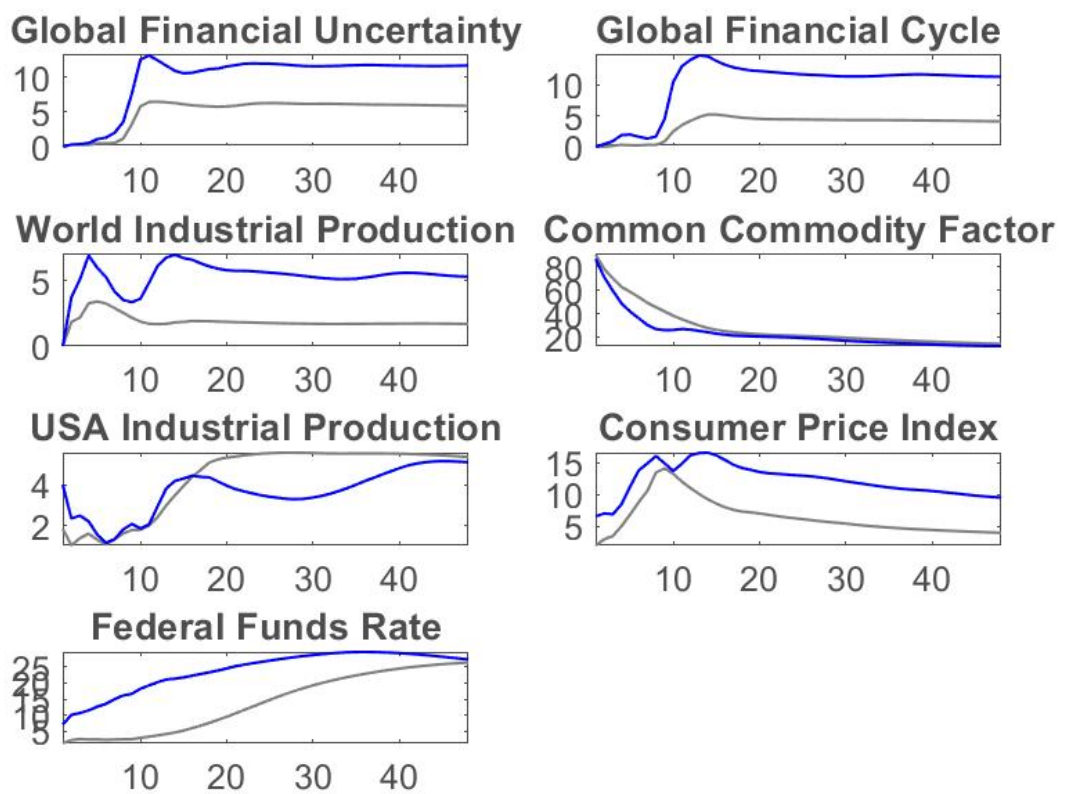 Global Financial Uncertainty
10
5
0
10 20 30 40
Global Financial Cycle
10
5
0
10 20 30 40
World Industrial Production
5
0
10 20 30 40
Common Commodity Factor
80
60
40
20
10 20 30 40
USA Industrial Production
4
2
10 20 30 40
Consumer Price Index
15
10
5
10 20 30 40
Federal Funds Rate
25
20
15
10
5
10 20 30 40